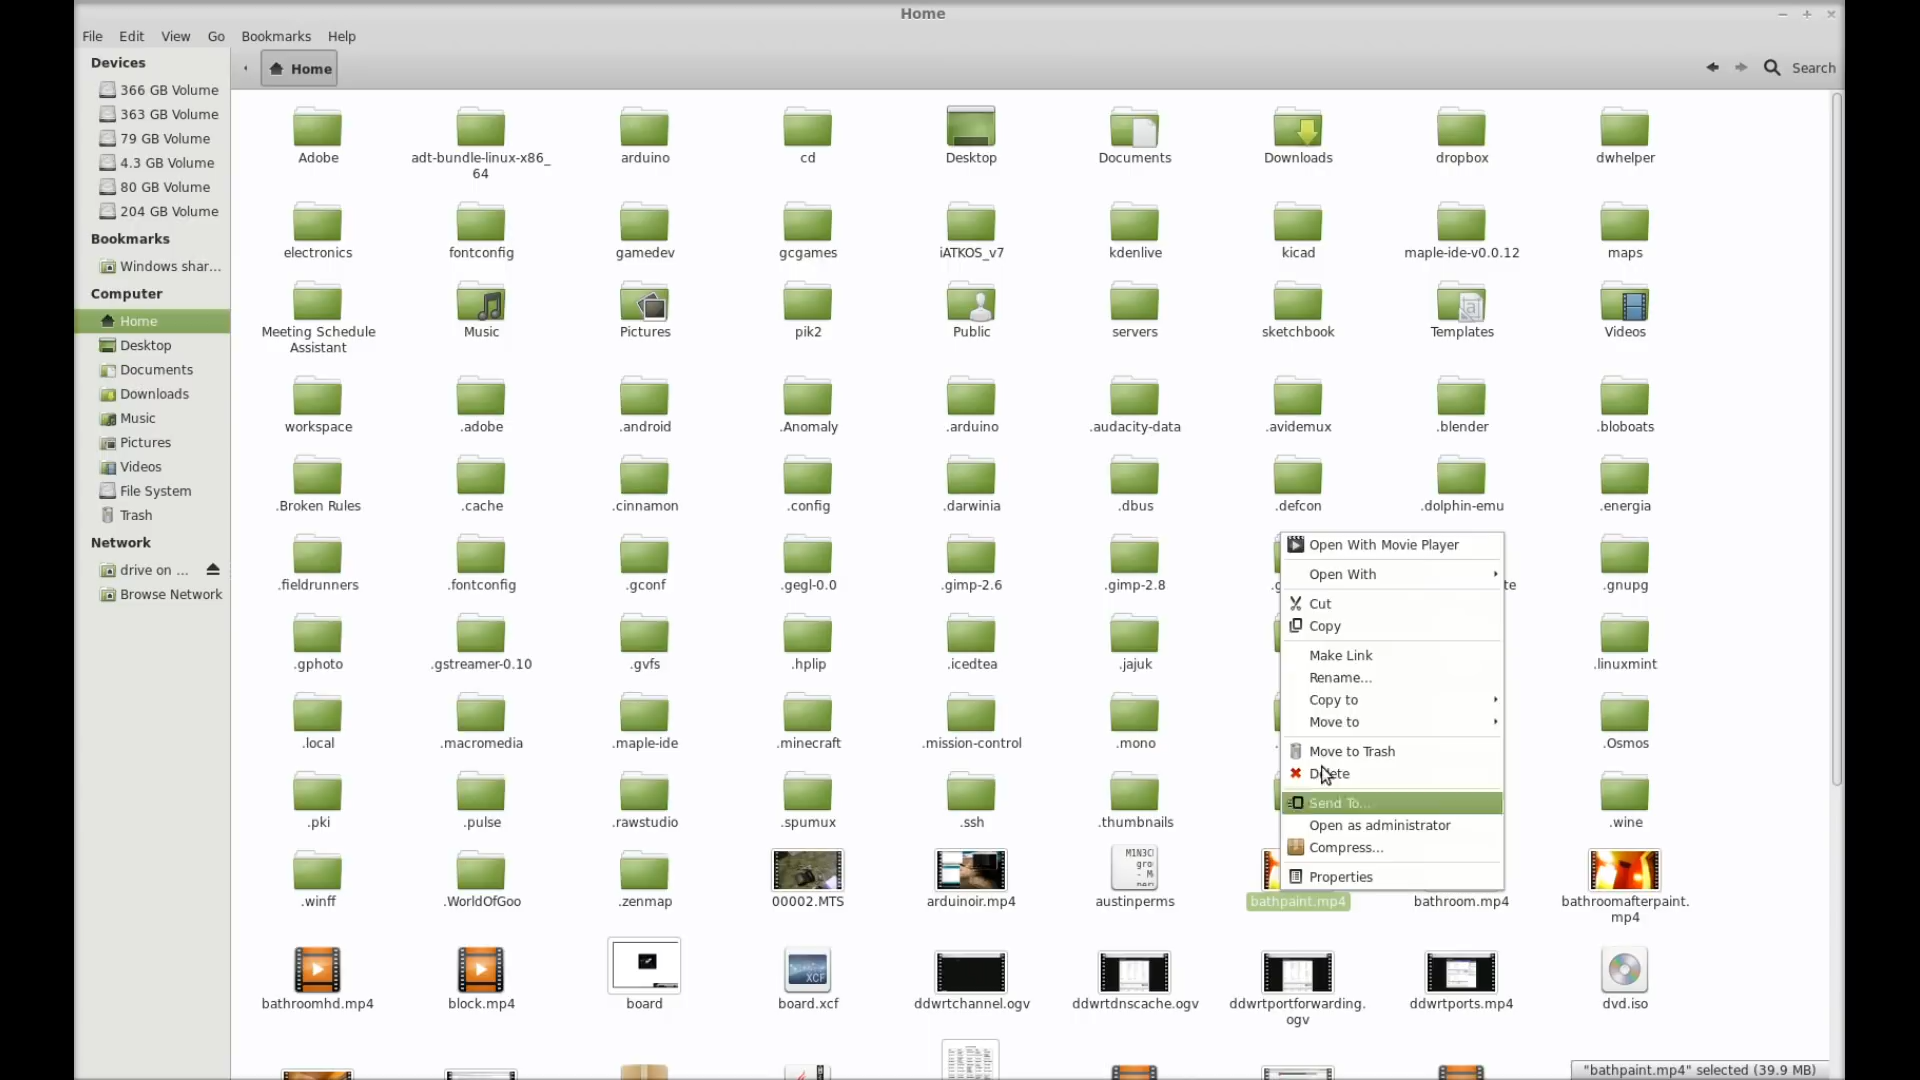 Home
File Edit View Go Bookmarks Help
Home
Search
Devices
366 GB Volume
363 GB Volume
79 GB Volume
4.3 GB Volume
80 GB Volume
204 GB Volume
Bookmarks
Windows shar...
Computer
Home
Desktop
Documents
Downloads
Music
Pictures
Videos
File System
Trash
Network
drive on ...
Browse Network
Adobe
adt-bundle-linux-x86_
64
arduino
cd
Desktop
Documents
Downloads
dropbox
dwhelper
electronics
fontconfig
gamedev
gcgames
iATKOS_v7
kdenlive
kicad
maple-ide-v0.0.12
maps
Meeting Schedule
Assistant
Music
Pictures
pik2
Public
servers
sketchbook
Templates
Videos
workspace
.adobe
.android
.Anomaly
.arduino
.audacity-data
.avidemux
.blender
.bloboats
.Broken Rules
.cache
.cinnamon
.config
.darwinia
.dbus
.defcon
.dolphin-emu
.energia
.fieldrunners
.fontconfig
.gconf
.gegl-0.0
.gimp-2.6
.gimp-2.8
.gnupg
.gphoto
.gstreamer-0.10
.gvfs
.hplip
.icedtea
.jajuk
.linuxmint
.local
.macromedia
.maple-ide
.minecraft
.mission-control
.mono
.Osmos
.pki
.pulse
.rawstudio
.spumux
.ssh
.thumbnails
.wine
.winff
.WorldOfGoo
.zenmap
00002.MTS
arduinoir.mp4
austinperms
bathpaint.mp4
bathroom.mp4
bathroomafterpaint.
mp4
bathroomhd.mp4
block.mp4
board
board.xcf
ddwrtchannel.ogv
ddwrtdnscache.ogv
ddwrtportforwarding.
ogv
ddwrtports.mp4
dvd.iso
Open With Movie Player
Open With
Cut
Copy
Make Link
Rename...
Copy to
Move to
Move to Trash
Delete
Send To...
Open as administrator
Compress...
Properties
"bathpaint.mp4" selected (39.9 MB)